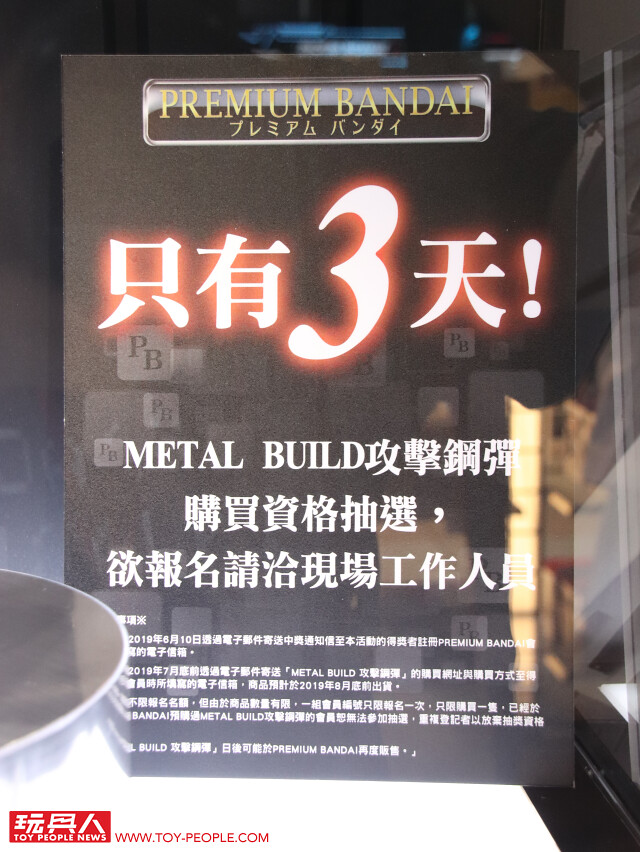 PREMIUM BANDAI
プレミアム バンダイ
只有3天!
PB
PB
PB
PB
METAL BUILD攻擊鋼彈
購買資格抽選，
欲報名請洽現場工作人員
事項※
2019年6月10日透過電子郵件寄送中獎通知信至本活動的得獎者註冊PREMIUM BANDAI會
寫的電子信箱。
2019年7月底前透過電子郵件寄送「METAL BUILD 攻擊鋼彈」的購買網址與購買方式至得
會員時所填寫的電子信箱，商品預計於2019年8月底前出貨。
不限報名名額，但由於商品數量有限，一組會員編號只限報名一次，只限購買一隻，已經於
BANDAI預購過METAL BUILD攻擊鋼彈的會員恕無法參加抽選，重複登記者以放棄抽獎資格
BUILD 攻擊鋼彈」日後可能於PREMIUM BANDAI再度販售。」
玩具人
TOY PEOPLE NEWS
WWW.TOY-PEOPLE.COM